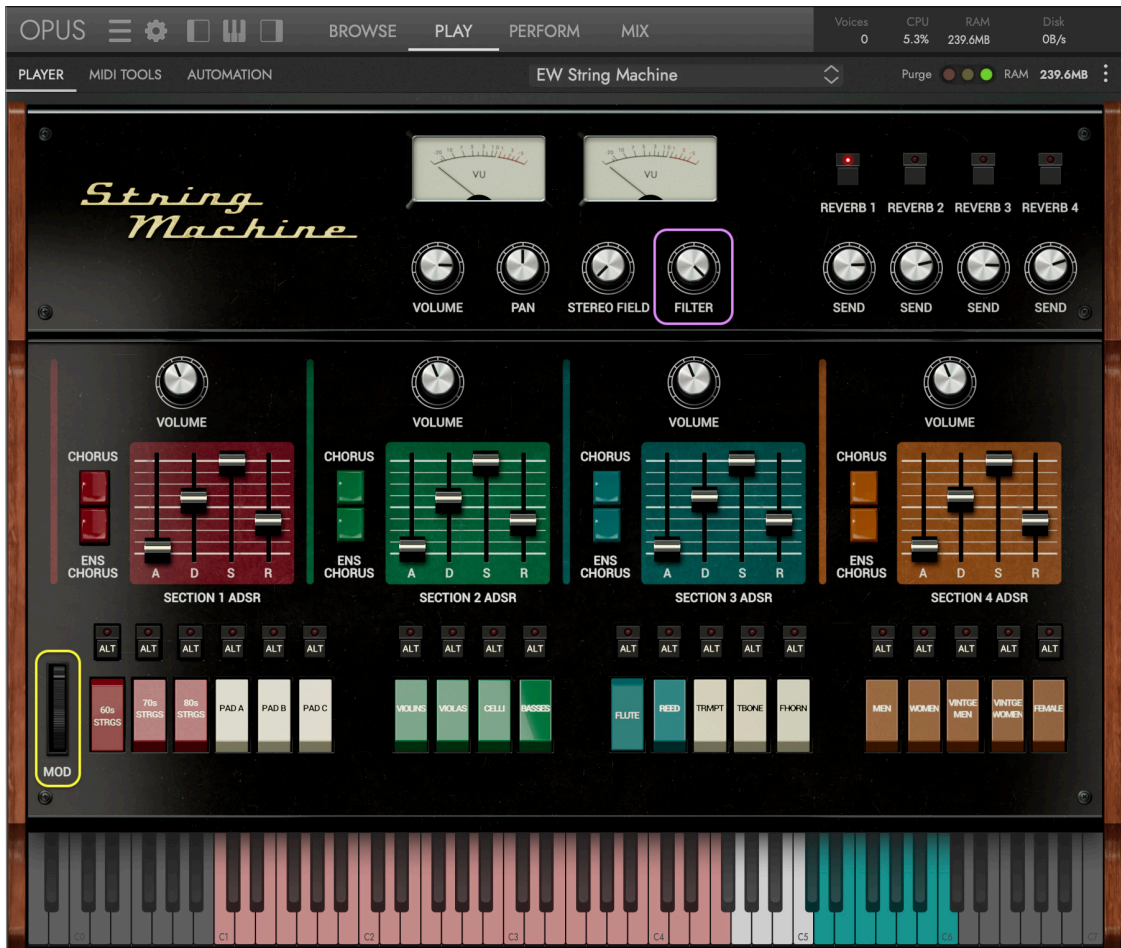 OPUS BROWSE PLAY PERFORM MIX
Voices CPU RAM Disk
0 5.3% 239.6MB 0B/s
PLAYER MIDI TOOLS AUTOMATION EW String Machine Purge RAM 239.6MB
String
Machine
VU VU
REVERB 1 REVERB 2 REVERB 3 REVERB 4
VOLUME PAN STEREO FIELD FILTER SEND SEND SEND SEND
VOLUME VOLUME VOLUME VOLUME
CHORUS CHORUS CHORUS CHORUS
ENS ENS ENS ENS
CHORUS CHORUS CHORUS CHORUS
A D S R A D S R A D S R A D S R
SECTION 1 ADSR SECTION 2 ADSR SECTION 3 ADSR SECTION 4 ADSR
ALT ALT ALT ALT ALT ALT ALT ALT ALT ALT ALT ALT ALT ALT ALT ALT ALT ALT ALT ALT
60s STRGS 70s STRGS 80s STRGS PAD A PAD B PAD C VIOLINS VIOLAS CELLI BASSES FLUTE REED TRMPT TBONE FHORN MEN WOMEN VINTGE MEN VINTGE WOMEN FEMALE
MOD
C0 C1 C2 C3 C4 C5 C6 C7